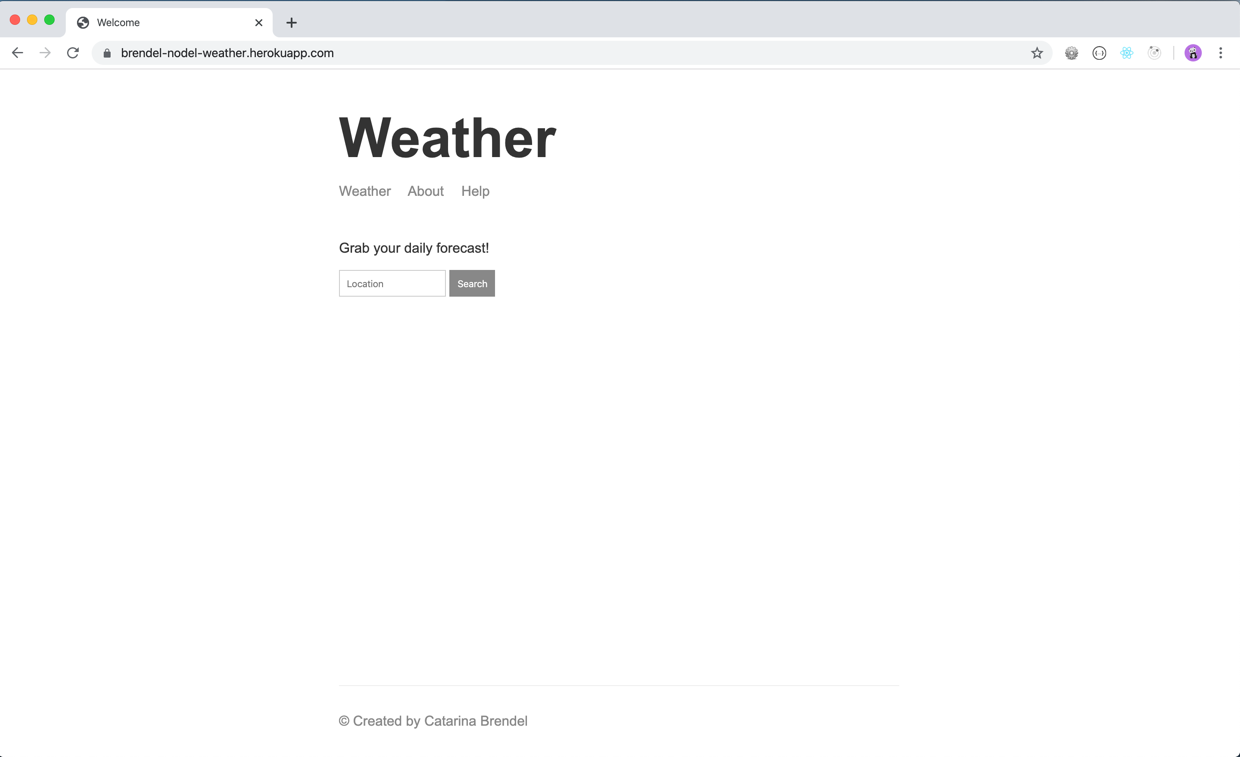 Welcome
brendel-nodel-weather.herokuapp.com
Weather
Weather About Help
Grab your daily forecast!
Location Search
© Created by Catarina Brendel